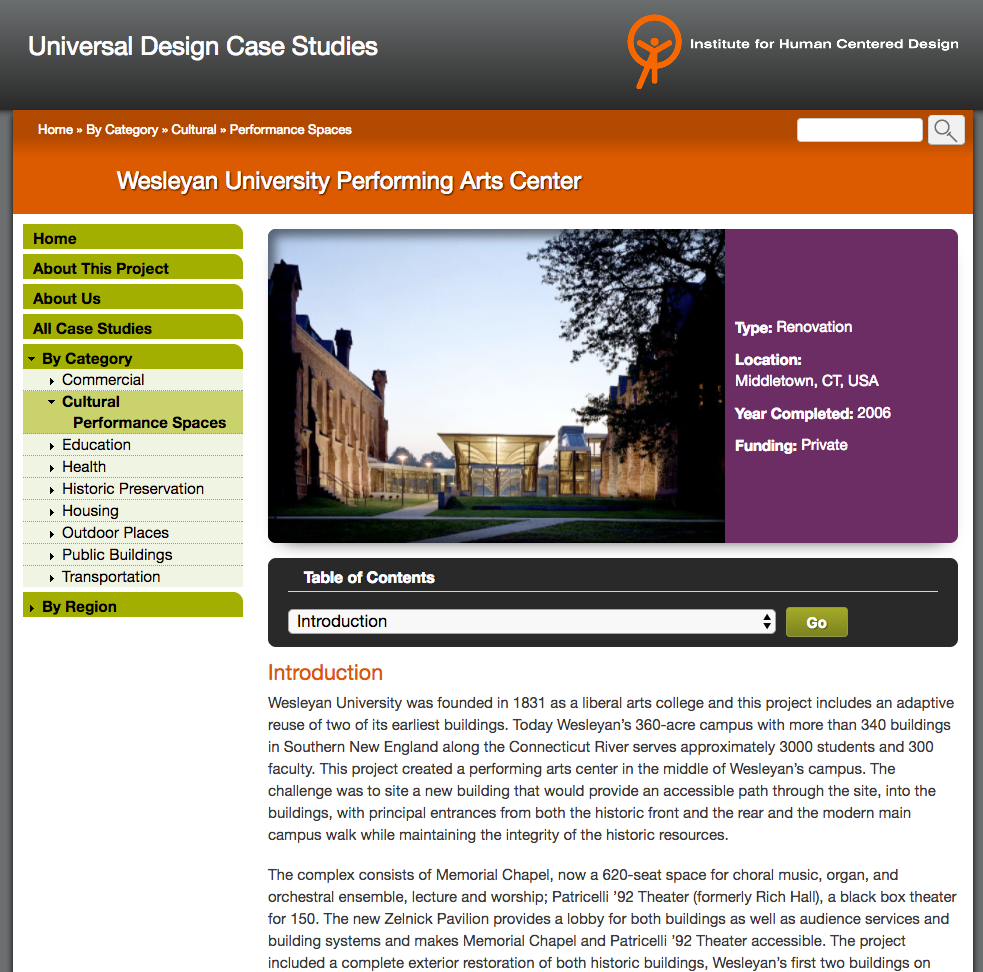 Universal Design Case Studies
Institute for Human Centered Design
Home » By Category » Cultural » Performance Spaces
Wesleyan University Performing Arts Center
Home
About This Project
About Us
All Case Studies
By Category
Commercial
Cultural
Performance Spaces
Education
Health
Historic Preservation
Housing
Outdoor Places
Public Buildings
Transportation
By Region
Type: Renovation
Location:
Middletown, CT, USA
Year Completed: 2006
Funding: Private
Table of Contents
Introduction
Go
Introduction
Wesleyan University was founded in 1831 as a liberal arts college and this project includes an adaptive
reuse of two of its earliest buildings. Today Wesleyan’s 360-acre campus with more than 340 buildings
in Southern New England along the Connecticut River serves approximately 3000 students and 300
faculty. This project created a performing arts center in the middle of Wesleyan’s campus. The
challenge was to site a new building that would provide an accessible path through the site, into the
buildings, with principal entrances from both the historic front and the rear and the modern main
campus walk while maintaining the integrity of the historic resources.
The complex consists of Memorial Chapel, now a 620-seat space for choral music, organ, and
orchestral ensemble, lecture and worship; Patricelli ’92 Theater (formerly Rich Hall), a black box theater
for 150. The new Zelnick Pavilion provides a lobby for both buildings as well as audience services and
building systems and makes Memorial Chapel and Patricelli ’92 Theater accessible. The project
included a complete exterior restoration of both historic buildings, Wesleyan’s first two buildings on